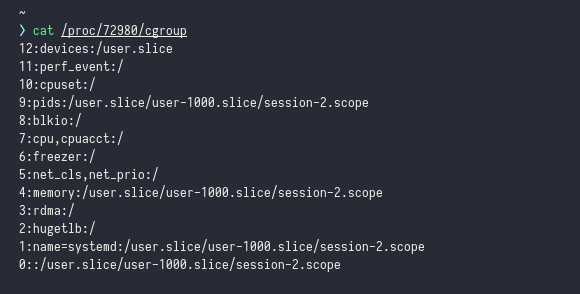 ~
❯ cat /proc/72980/cgroup
12:devices:/user.slice
11:perf_event:/
10:cpuset:/
9:pids:/user.slice/user-1000.slice/session-2.scope
8:blkio:/
7:cpu,cpuacct:/
6:freezer:/
5:net_cls,net_prio:/
4:memory:/user.slice/user-1000.slice/session-2.scope
3:rdma:/
2:hugetlb:/
1:name=systemd:/user.slice/user-1000.slice/session-2.scope
0::/user.slice/user-1000.slice/session-2.scope